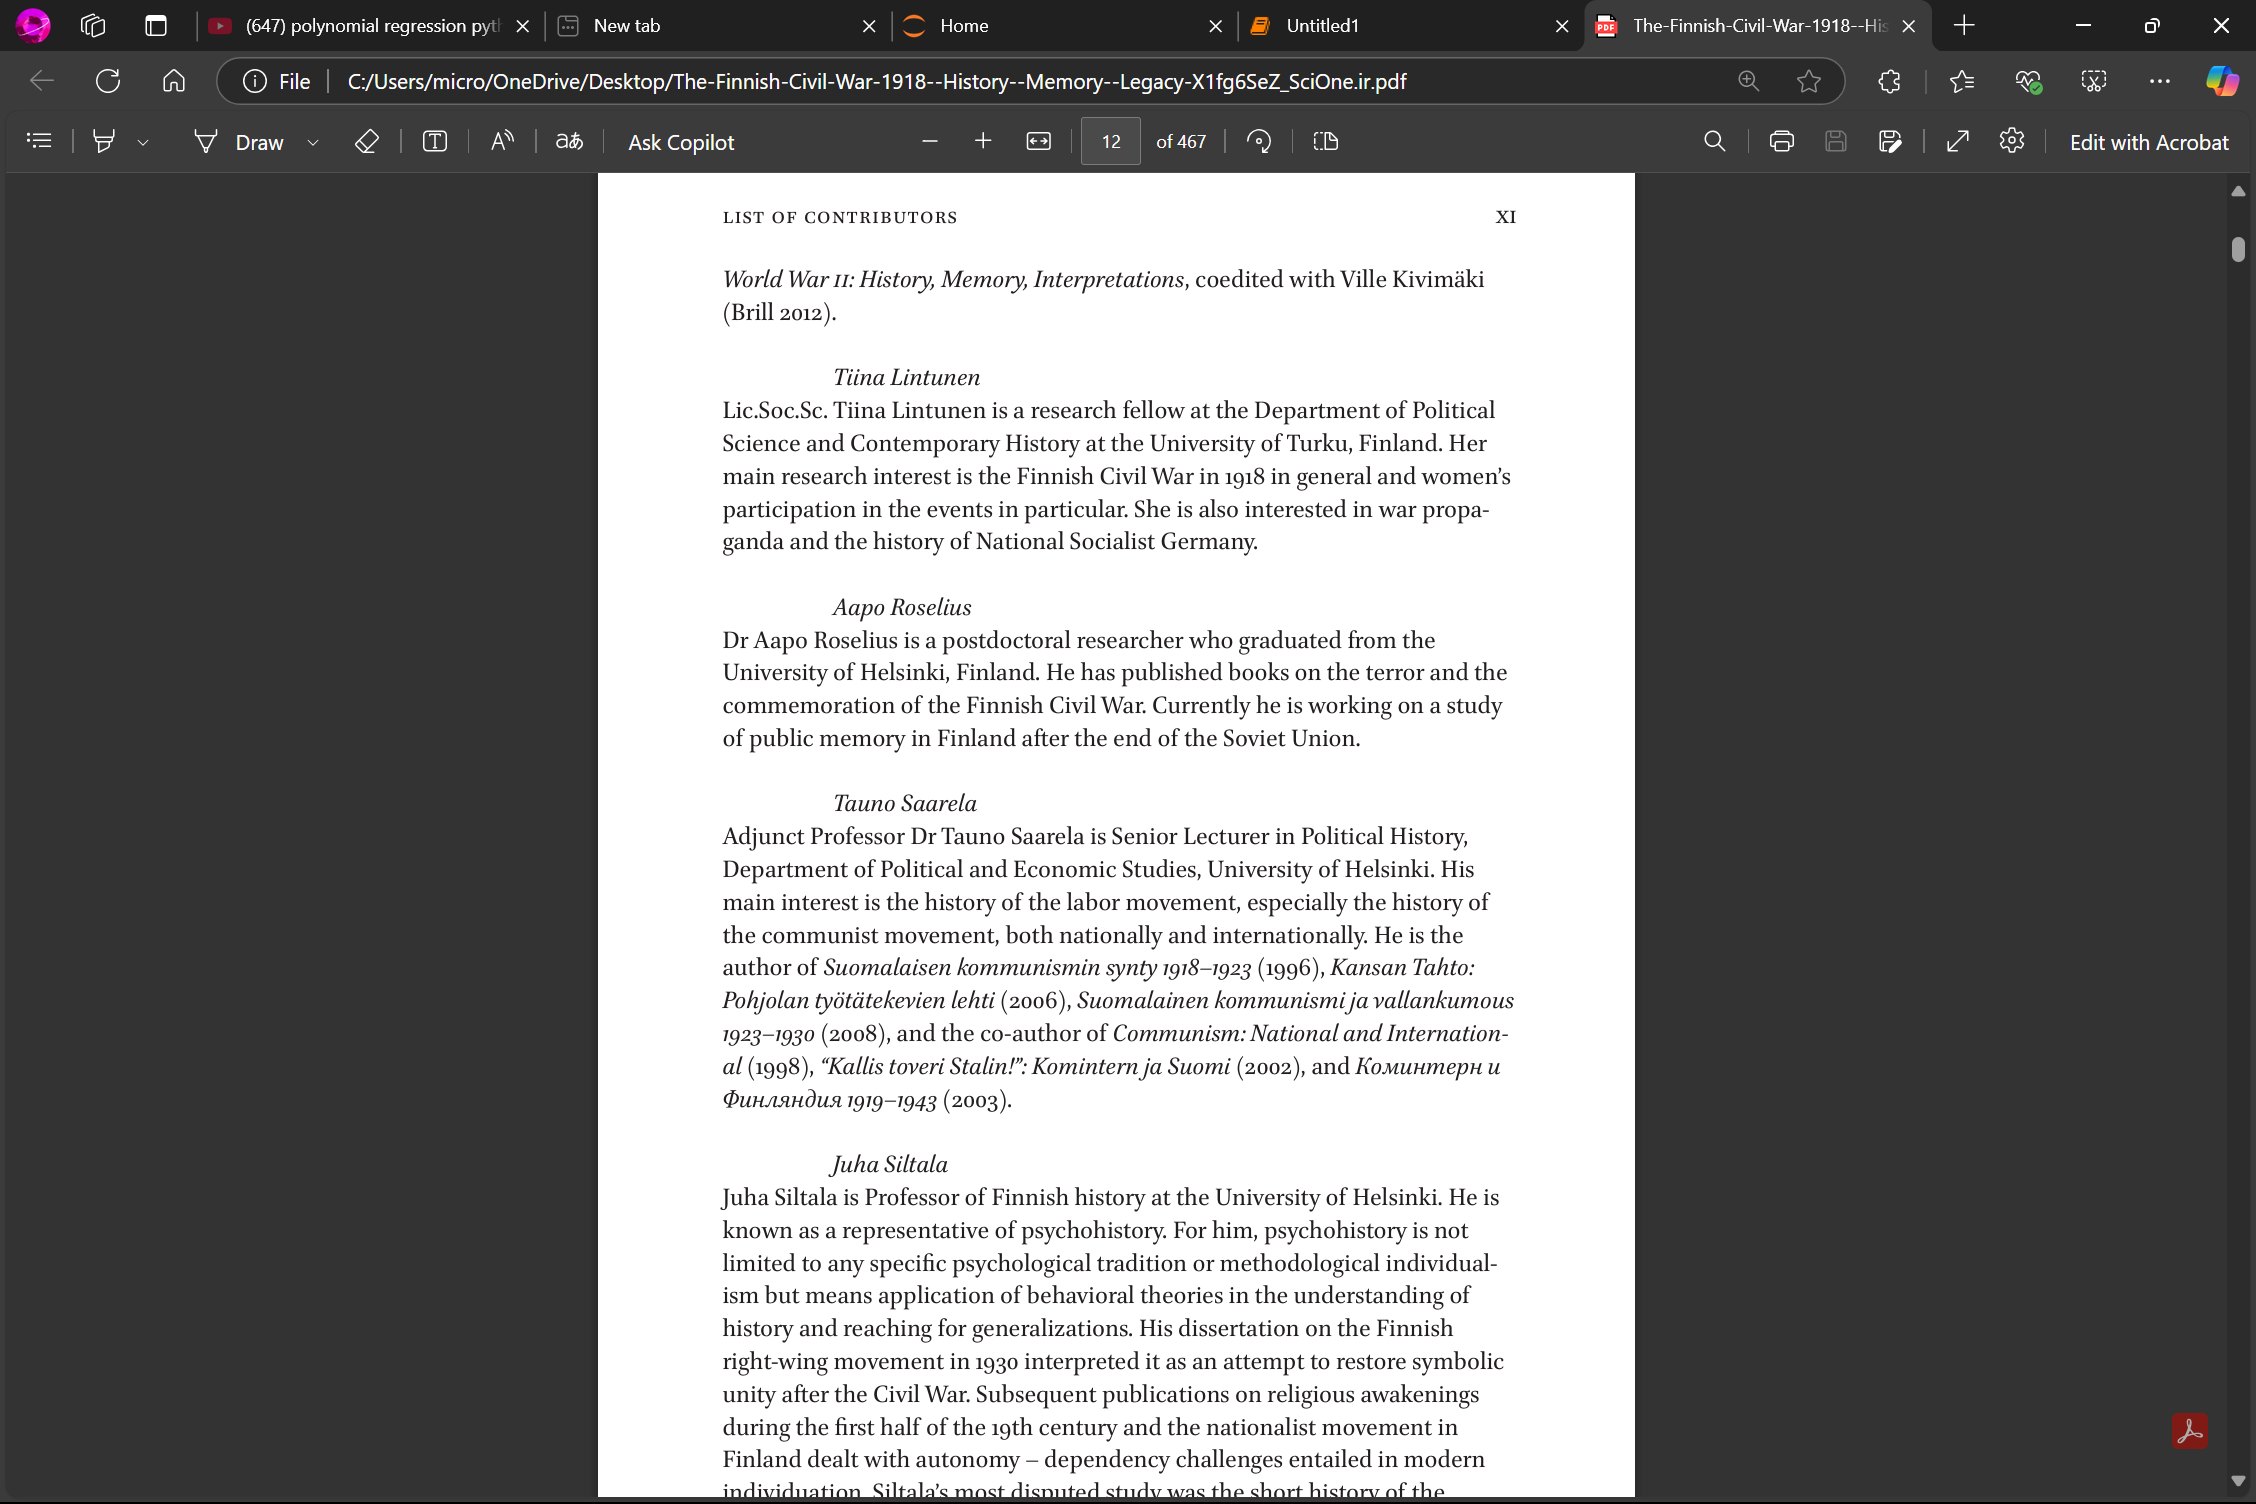 (647) polynomial regression pyt
New tab
Home
Untitled1
The-Finnish-Civil-War-1918--His
File
C:/Users/micro/OneDrive/Desktop/The-Finnish-Civil-War-1918--History--Memory--Legacy-X1fg6SeZ_SciOne.ir.pdf
Draw
aあ
Ask Copilot
12 of 467
Edit with Acrobat
LIST OF CONTRIBUTORS XI
World War II: History, Memory, Interpretations, coedited with Ville Kivimäki
(Brill 2012).
Tiina Lintunen
Lic.Soc.Sc. Tiina Lintunen is a research fellow at the Department of Political
Science and Contemporary History at the University of Turku, Finland. Her
main research interest is the Finnish Civil War in 1918 in general and women’s
participation in the events in particular. She is also interested in war propa-
ganda and the history of National Socialist Germany.
Aapo Roselius
Dr Aapo Roselius is a postdoctoral researcher who graduated from the
University of Helsinki, Finland. He has published books on the terror and the
commemoration of the Finnish Civil War. Currently he is working on a study
of public memory in Finland after the end of the Soviet Union.
Tauno Saarela
Adjunct Professor Dr Tauno Saarela is Senior Lecturer in Political History,
Department of Political and Economic Studies, University of Helsinki. His
main interest is the history of the labor movement, especially the history of
the communist movement, both nationally and internationally. He is the
author of Suomalaisen kommunismin synty 1918–1923 (1996), Kansan Tahto:
Pohjolan työtätekevien lehti (2006), Suomalainen kommunismi ja vallankumous
1923–1930 (2008), and the co-author of Communism: National and Internation-
al (1998), “Kallis toveri Stalin!”: Komintern ja Suomi (2002), and Коминтерн и
Финляндия 1919–1943 (2003).
Juha Siltala
Juha Siltala is Professor of Finnish history at the University of Helsinki. He is
known as a representative of psychohistory. For him, psychohistory is not
limited to any specific psychological tradition or methodological individual-
ism but means application of behavioral theories in the understanding of
history and reaching for generalizations. His dissertation on the Finnish
right-wing movement in 1930 interpreted it as an attempt to restore symbolic
unity after the Civil War. Subsequent publications on religious awakenings
during the first half of the 19th century and the nationalist movement in
Finland dealt with autonomy – dependency challenges entailed in modern
individuation. Siltala’s most disputed study was the short history of the